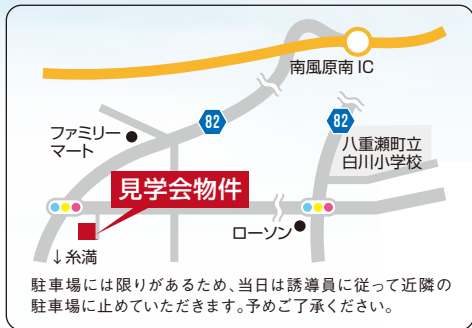 南風原南 IC
82
82
ファミリー
マート
八重瀬町立
白川小学校
見学会物件
ローソン
↓糸満
駐車場には限りがあるため、当日は誘導員に従って近隣の
駐車場に止めていただきます。予めご了承ください。